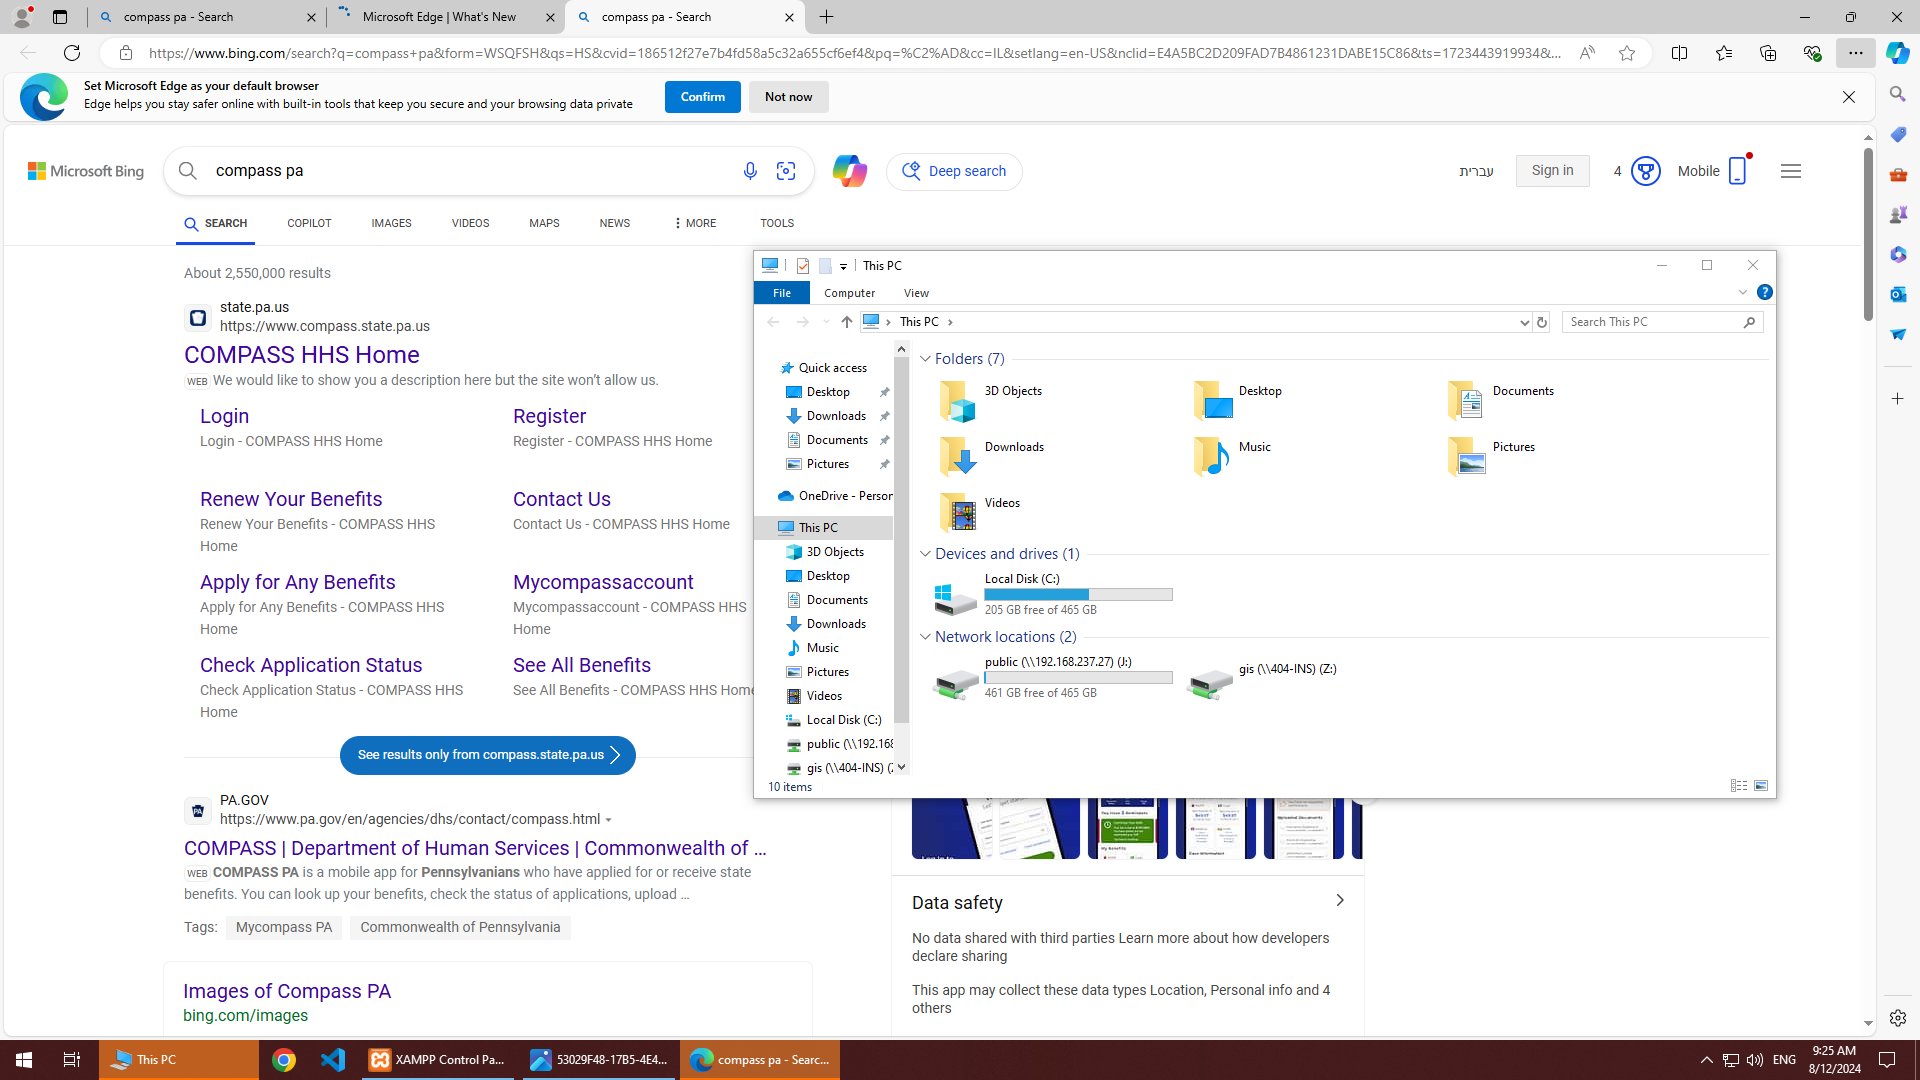 compass pa - Search
Microsoft Edge | What's New
compass pa - Search
https://www.bing.com/search?q=compass+pa&form=WSQFSH&qs=HS&cvid=186512f27e7b4fd58a5c32a655cf6ef4&pq=%C2%AD&cc=IL&setlang=en-US&nclid=E4A5BC2D209FAD7B4861231DABE15C86&ts=1723443919934&...
Set Microsoft Edge as your default browser
Edge helps you stay safer online with built-in tools that keep you secure and your browsing data private
Confirm
Not now
Microsoft Bing
compass pa
Deep search
עברית
Sign in
4
Mobile
SEARCH
COPILOT
IMAGES
VIDEOS
MAPS
NEWS
MORE
TOOLS
About 2,550,000 results
state.pa.us
https://www.compass.state.pa.us
COMPASS HHS Home
WEB We would like to show you a description here but the site won't allow us.
Login
Login - COMPASS HHS Home
Register
Register - COMPASS HHS Home
Renew Your Benefits
Renew Your Benefits - COMPASS HHS
Home
Contact Us
Contact Us - COMPASS HHS Home
Apply for Any Benefits
Apply for Any Benefits - COMPASS HHS
Home
Mycompassaccount
Mycompassaccount - COMPASS HHS
Home
Check Application Status
Check Application Status - COMPASS HHS
Home
See All Benefits
See All Benefits - COMPASS HHS Home
See results only from compass.state.pa.us
PA.GOV
https://www.pa.gov/en/agencies/dhs/contact/compass.html
COMPASS | Department of Human Services | Commonwealth of ...
WEB COMPASS PA is a mobile app for Pennsylvanians who have applied for or receive state
benefits. You can look up your benefits, check the status of applications, upload ...
Tags:
Mycompass PA
Commonwealth of Pennsylvania
Images of Compass PA
bing.com/images
This PC
File
Computer
View
This PC
Search This PC
Quick access
Desktop
Downloads
Documents
Pictures
OneDrive - Person
This PC
3D Objects
Desktop
Documents
Downloads
Music
Pictures
Videos
Local Disk (C:)
public (\\192.168
gis (\\404-INS) (Z
Folders (7)
3D Objects
Desktop
Documents
Downloads
Music
Pictures
Videos
Devices and drives (1)
Local Disk (C:)
205 GB free of 465 GB
Network locations (2)
public (\\192.168.237.27) (J:)
461 GB free of 465 GB
gis (\\404-INS) (Z:)
10 items
Data safety
No data shared with third parties Learn more about how developers
declare sharing
This app may collect these data types Location, Personal info and 4
others
This PC
XAMPP Control Pa...
53029F48-17B5-4E4...
compass pa - Searc...
ENG
9:25 AM
8/12/2024